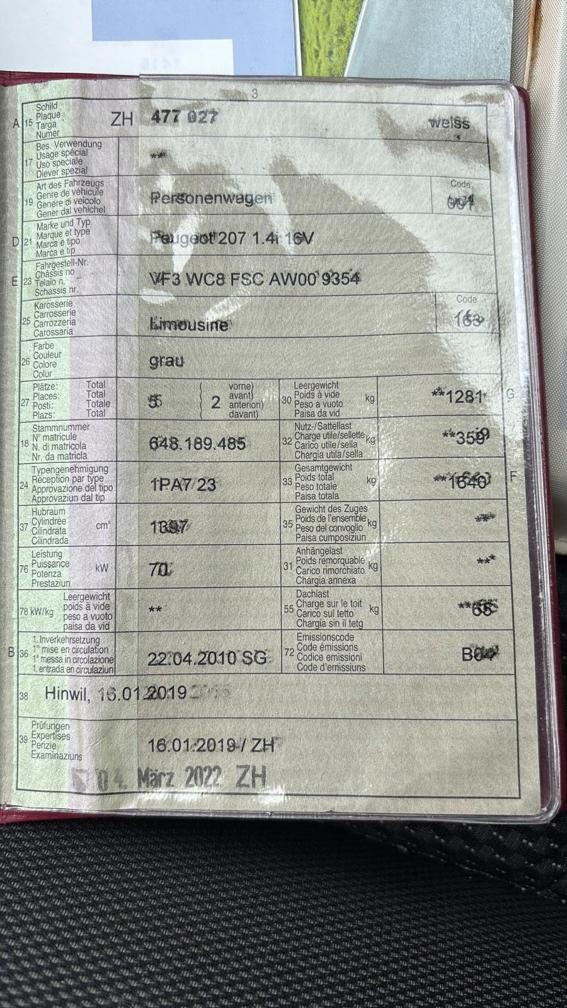 3
A 15 Schild Plaque Targa Numer ZH 477 027 weiss
17 Bes. Verwendung Usage spécial Uso speciale Diever spezial **
19 Art des Fahrzeugs Genre de véhicule Genere di veicolo Gener dal vehichel Personenwagen Code 001
D 21 Marke und Typ Marque et type Marca e tipo Marca e tip Peugeot 207 1.4i 16V
E 23 Fahrgestell-Nr. Châssis no Telaio n. Schassis nr. VF3 WC8 FSC AW00 9354
25 Karosserie Carrosserie Carrozzeria Carossaria Limousine Code 163
26 Farbe Couleur Colore Colur grau
27 Plätze: Total Places: Total Posti: Totale Plazs: Total 5 ( 2 vorne) avant) anteriori) davant) 30 Leergewicht Poids à vide Peso a vuoto Paisa da vid kg **1281 G
18 Stammnummer N° matricule N. di matricola Nr. da matricla 648.189.485 32 Nutz-/Sattellast Charge utile/sellette Carico utile/sella Chargia utila/sella kg **359
24 Typengenehmigung Réception par type Approvazione del tipo Approvaziun dal tip 1PA7 23 33 Gesamtgewicht Poids total Peso totale Paisa totala kg **1640 F
37 Hubraum Cylindrée Cilindrata Cilindrada cm³ 1397 35 Gewicht des Zuges Poids de l'ensemble Peso del convoglio Paisa cumposiziun kg **
76 Leistung Puissance Potenza Prestaziun kW 70 31 Anhängelast Poids remorquable Carico rimorchiato Chargia annexa kg **
78 kW/kg Leergewicht poids à vide peso a vuoto paisa da vid ** 55 Dachlast Charge sur le toit Carico sul tetto Chargia sin il tetg kg **65
B 36 1. Inverkehrsetzung 1re mise en circulation 1a messa in circolazione 1. entrada en circulaziun 22.04.2010 SG 72 Emissionscode Code émissions Codice emissioni Code d'emissiuns B04
38 Hinwil, 16.01.2019
39 Prüfungen Expertises Perizie Examinaziuns 16.01.2019 / ZH
04. März 2022 ZH